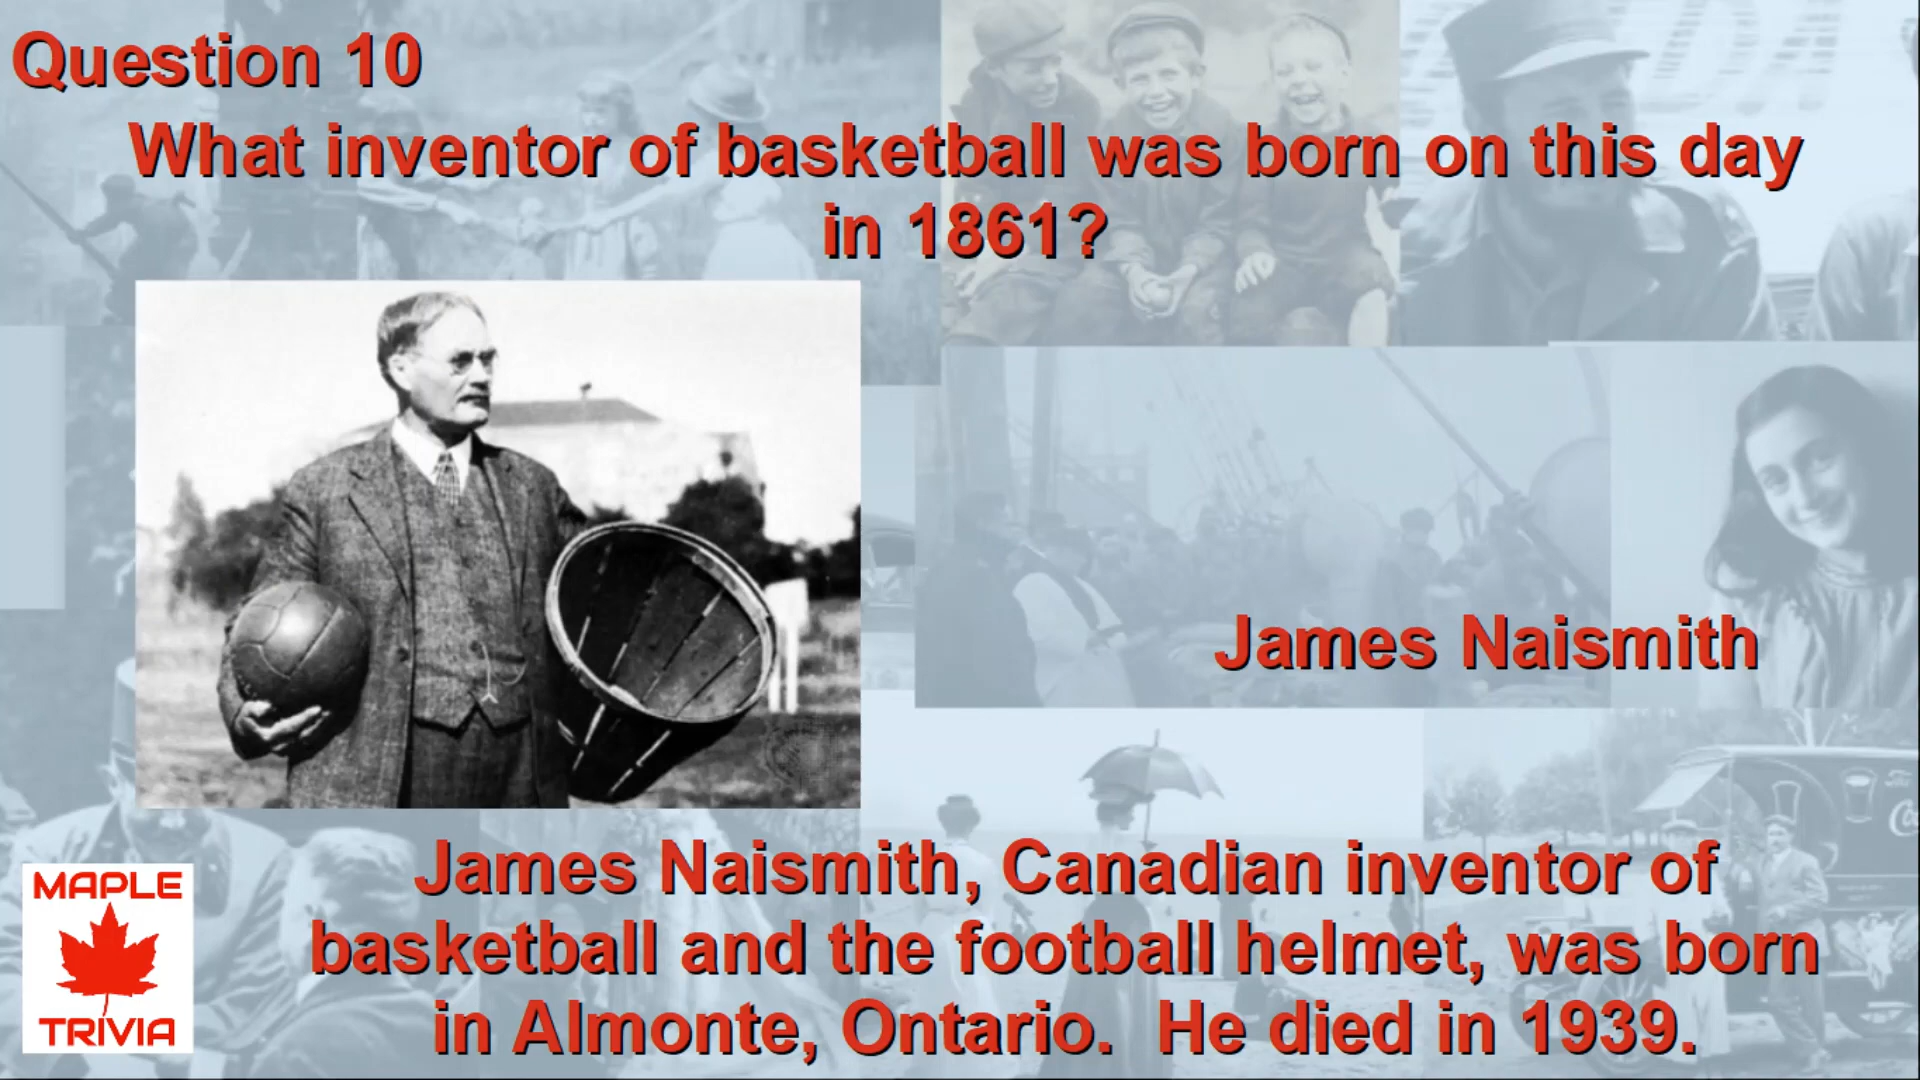 Question 10
What inventor of basketball was born on this day
in 1861?
James Naismith
James Naismith, Canadian inventor of
basketball and the football helmet, was born
in Almonte, Ontario. He died in 1939.
MAPLE
TRIVIA